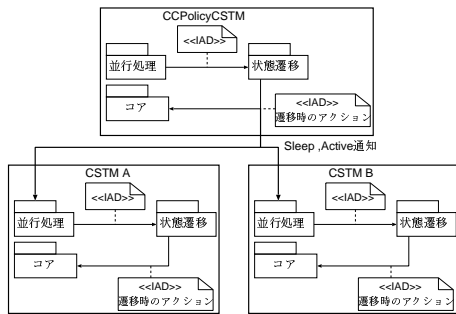 CCPolicyCSTM
<<IAD>>
並行処理
状態遷移
コア
<<IAD>>
遷移時のアクション
Sleep ,Active通知
CSTM A
<<IAD>>
並行処理
状態遷移
コア
<<IAD>>
遷移時のアクション
CSTM B
<<IAD>>
並行処理
状態遷移
コア
<<IAD>>
遷移時のアクション